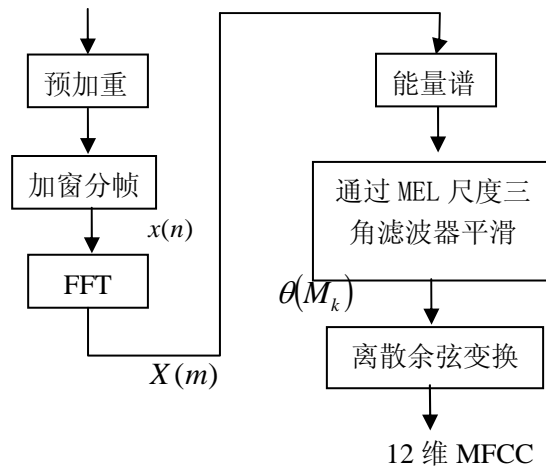 预加重
加窗分帧
x(n)
FFT
X(m)
能量谱
通过 MEL 尺度三
角滤波器平滑
θ(M_k)
离散余弦变换
12 维 MFCC